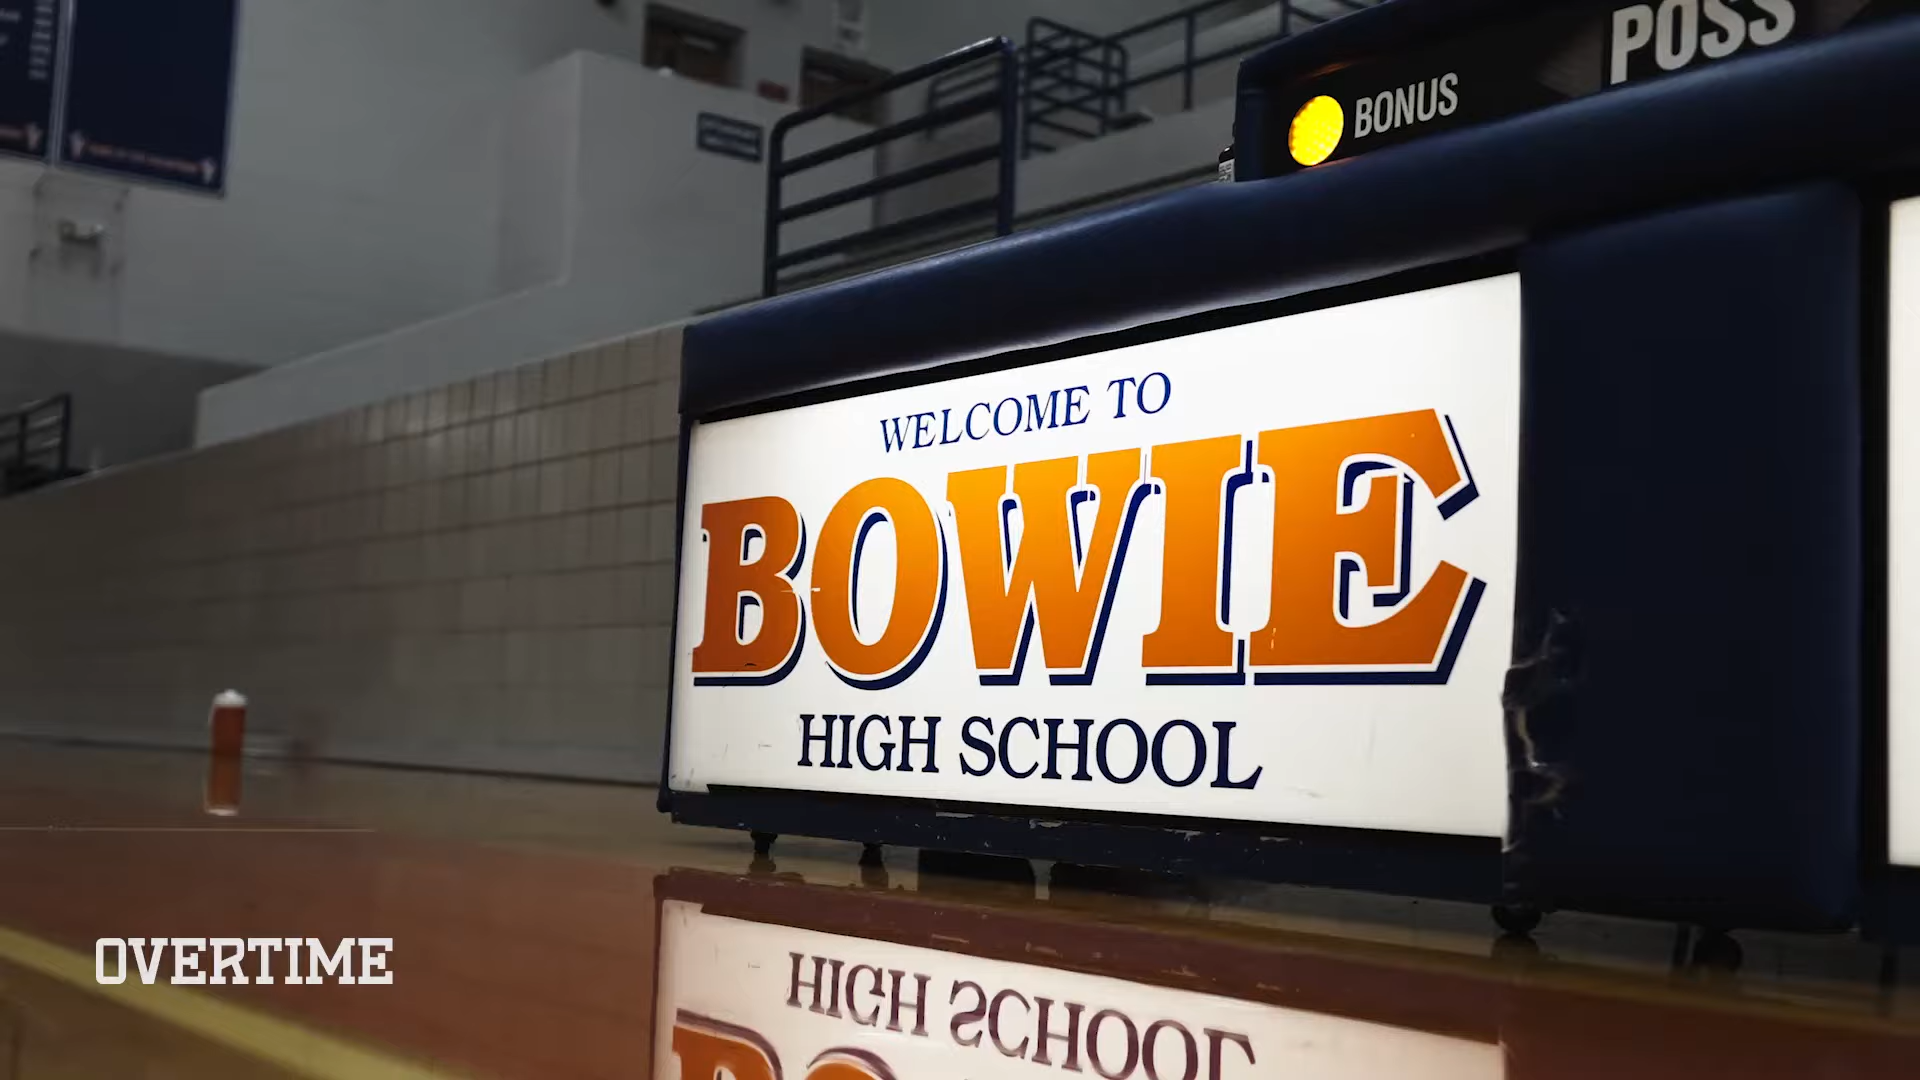 POSS
BONUS
WELCOME TO
BOWIE
HIGH SCHOOL
OVERTIME
HIGH SCHOOL